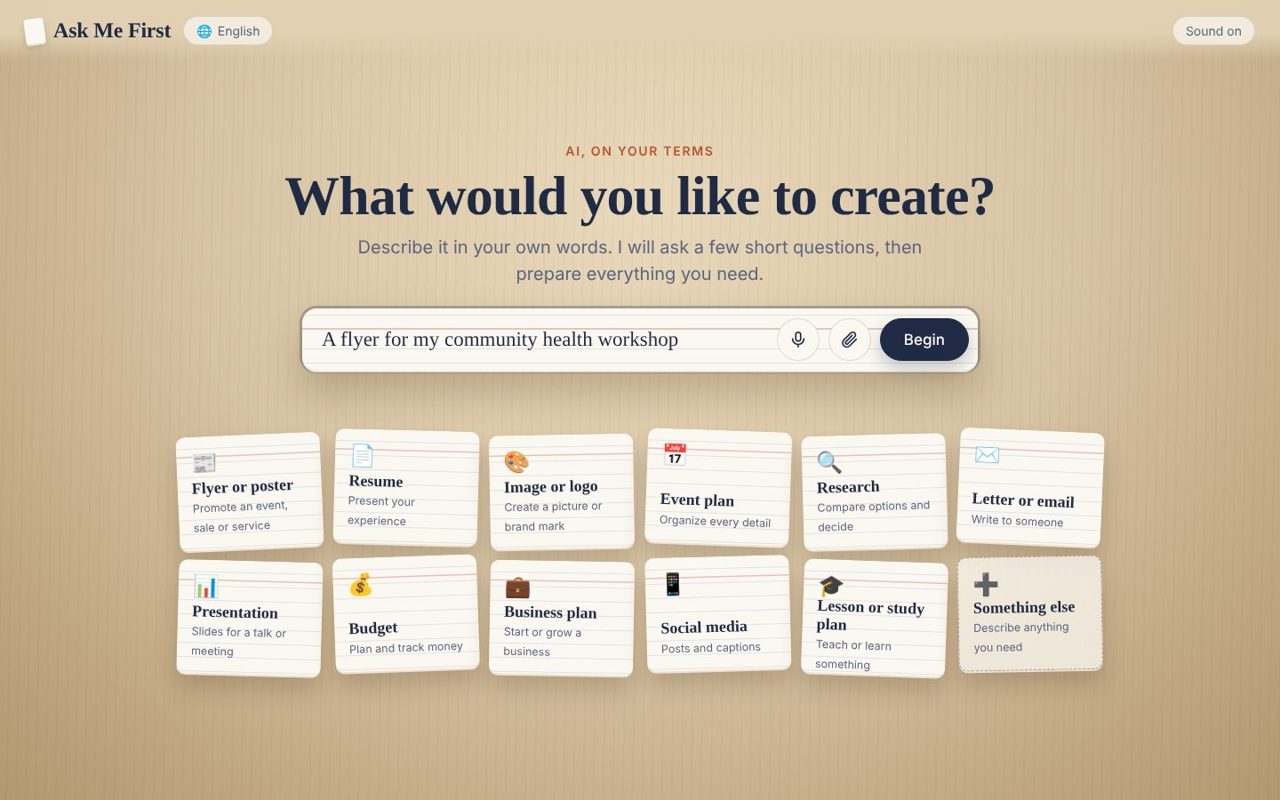 Ask Me First
English
Sound on
AI, ON YOUR TERMS
What would you like to create?
Describe it in your own words. I will ask a few short questions, then
prepare everything you need.
A flyer for my community health workshop
Begin
Flyer or poster
Promote an event,
sale or service
Resume
Present your
experience
Image or logo
Create a picture or
brand mark
July
17
Event plan
Organize every detail
Research
Compare options and
decide
Letter or email
Write to someone
Presentation
Slides for a talk or
meeting
Budget
Plan and track money
Business plan
Start or grow a
business
Social media
Posts and captions
Lesson or study
plan
Teach or learn
something
Something else
Describe anything
you need